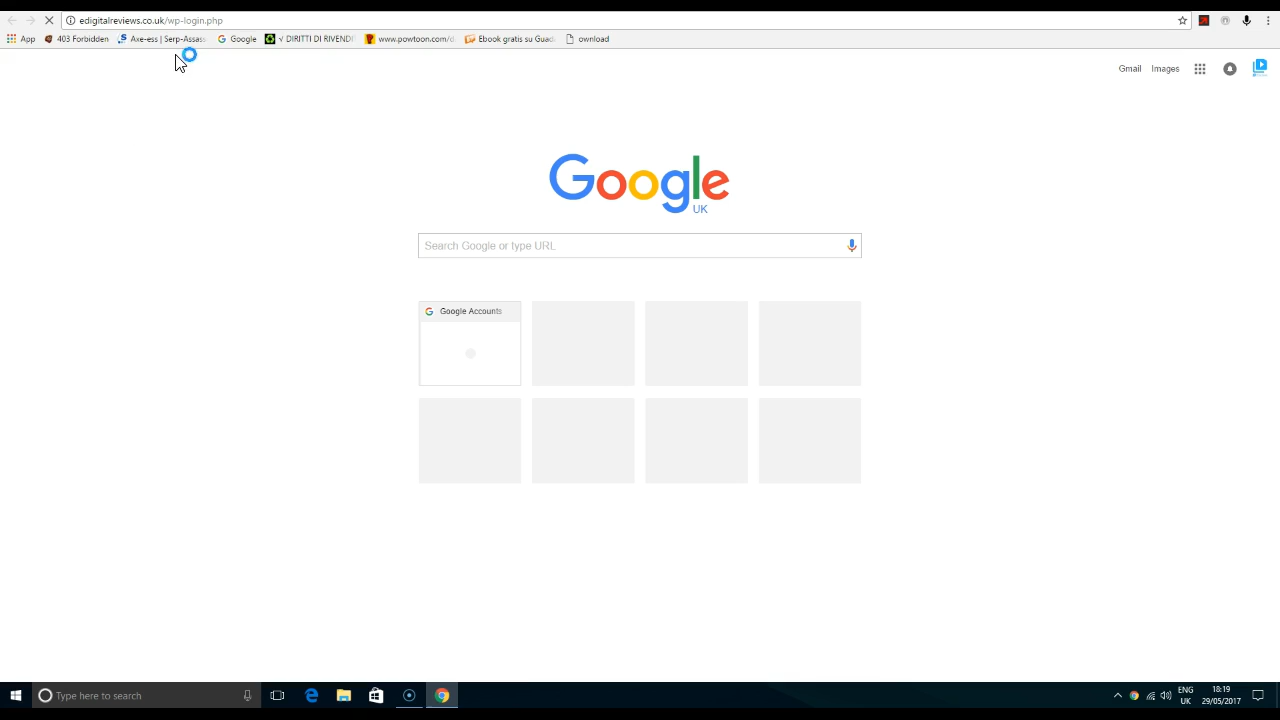 edigitalreviews.co.uk/wp-login.php
App 403 Forbidden Axe-ess | Serp-Assass Google √ DIRITTI DI RIVENDI www.powtoon.com/d Ebook gratis su Guad ownload
Gmail Images
Google
UK
Search Google or type URL
Google Accounts
Type here to search
ENG 18:19
UK 29/05/2017